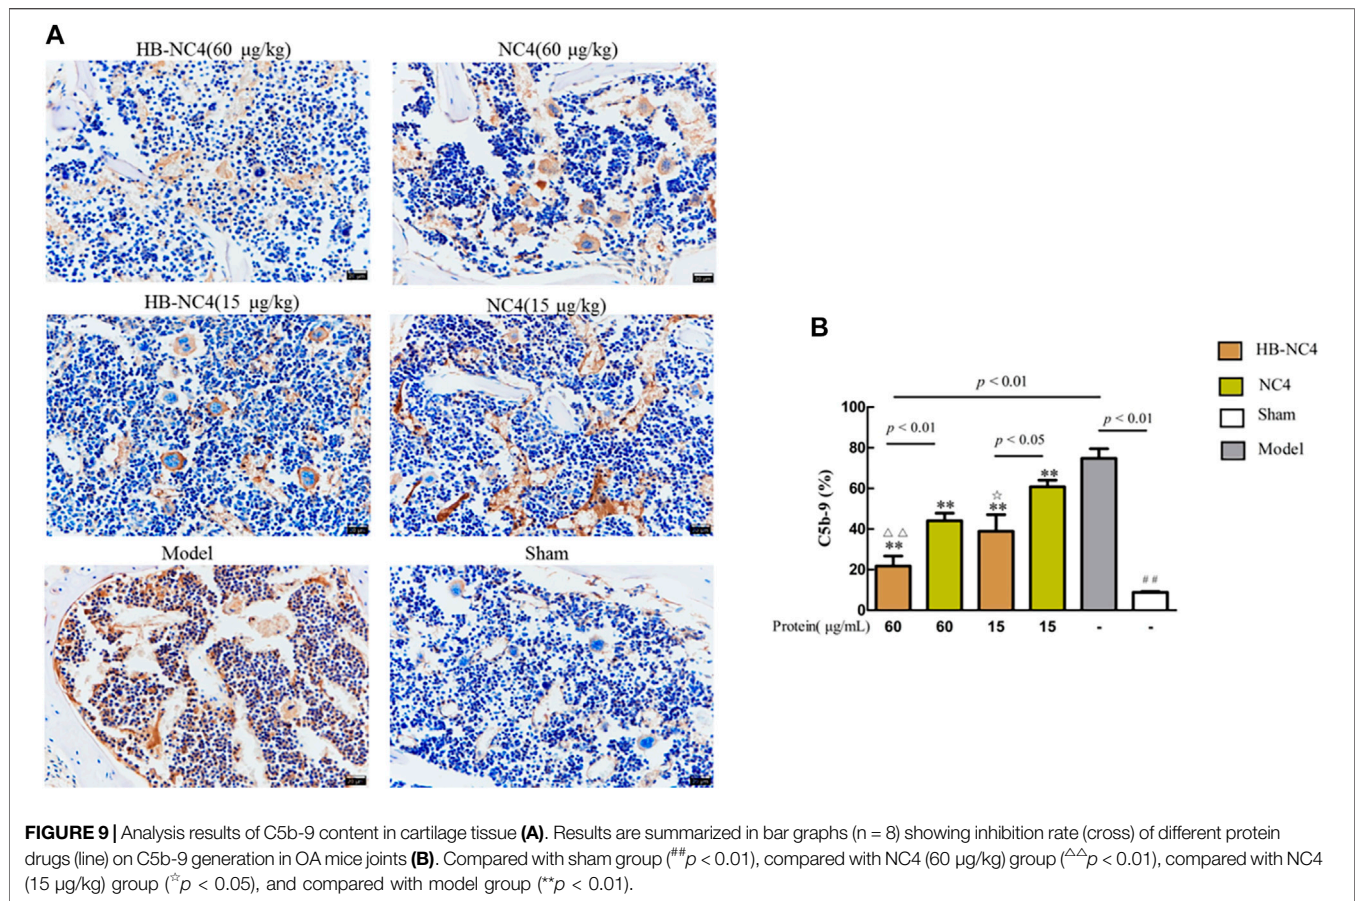 A
HB-NC4(60 μg/kg)
NC4(60 μg/kg)
HB-NC4(15 μg/kg)
NC4(15 μg/kg)
Model
Sham
B
HB-NC4
NC4
Sham
Model
p < 0.01
p < 0.01
p < 0.01
p < 0.05
C5b-9 (%)
100
80
60
40
20
0
△△
**
**
☆
**
**
##
Protein( μg/mL) 60 60 15 15 - -
FIGURE 9 | Analysis results of C5b-9 content in cartilage tissue (A). Results are summarized in bar graphs (n = 8) showing inhibition rate (cross) of different protein
drugs (line) on C5b-9 generation in OA mice joints (B). Compared with sham group (##p < 0.01), compared with NC4 (60 μg/kg) group (△△p < 0.01), compared with NC4
(15 μg/kg) group (☆p < 0.05), and compared with model group (**p < 0.01).